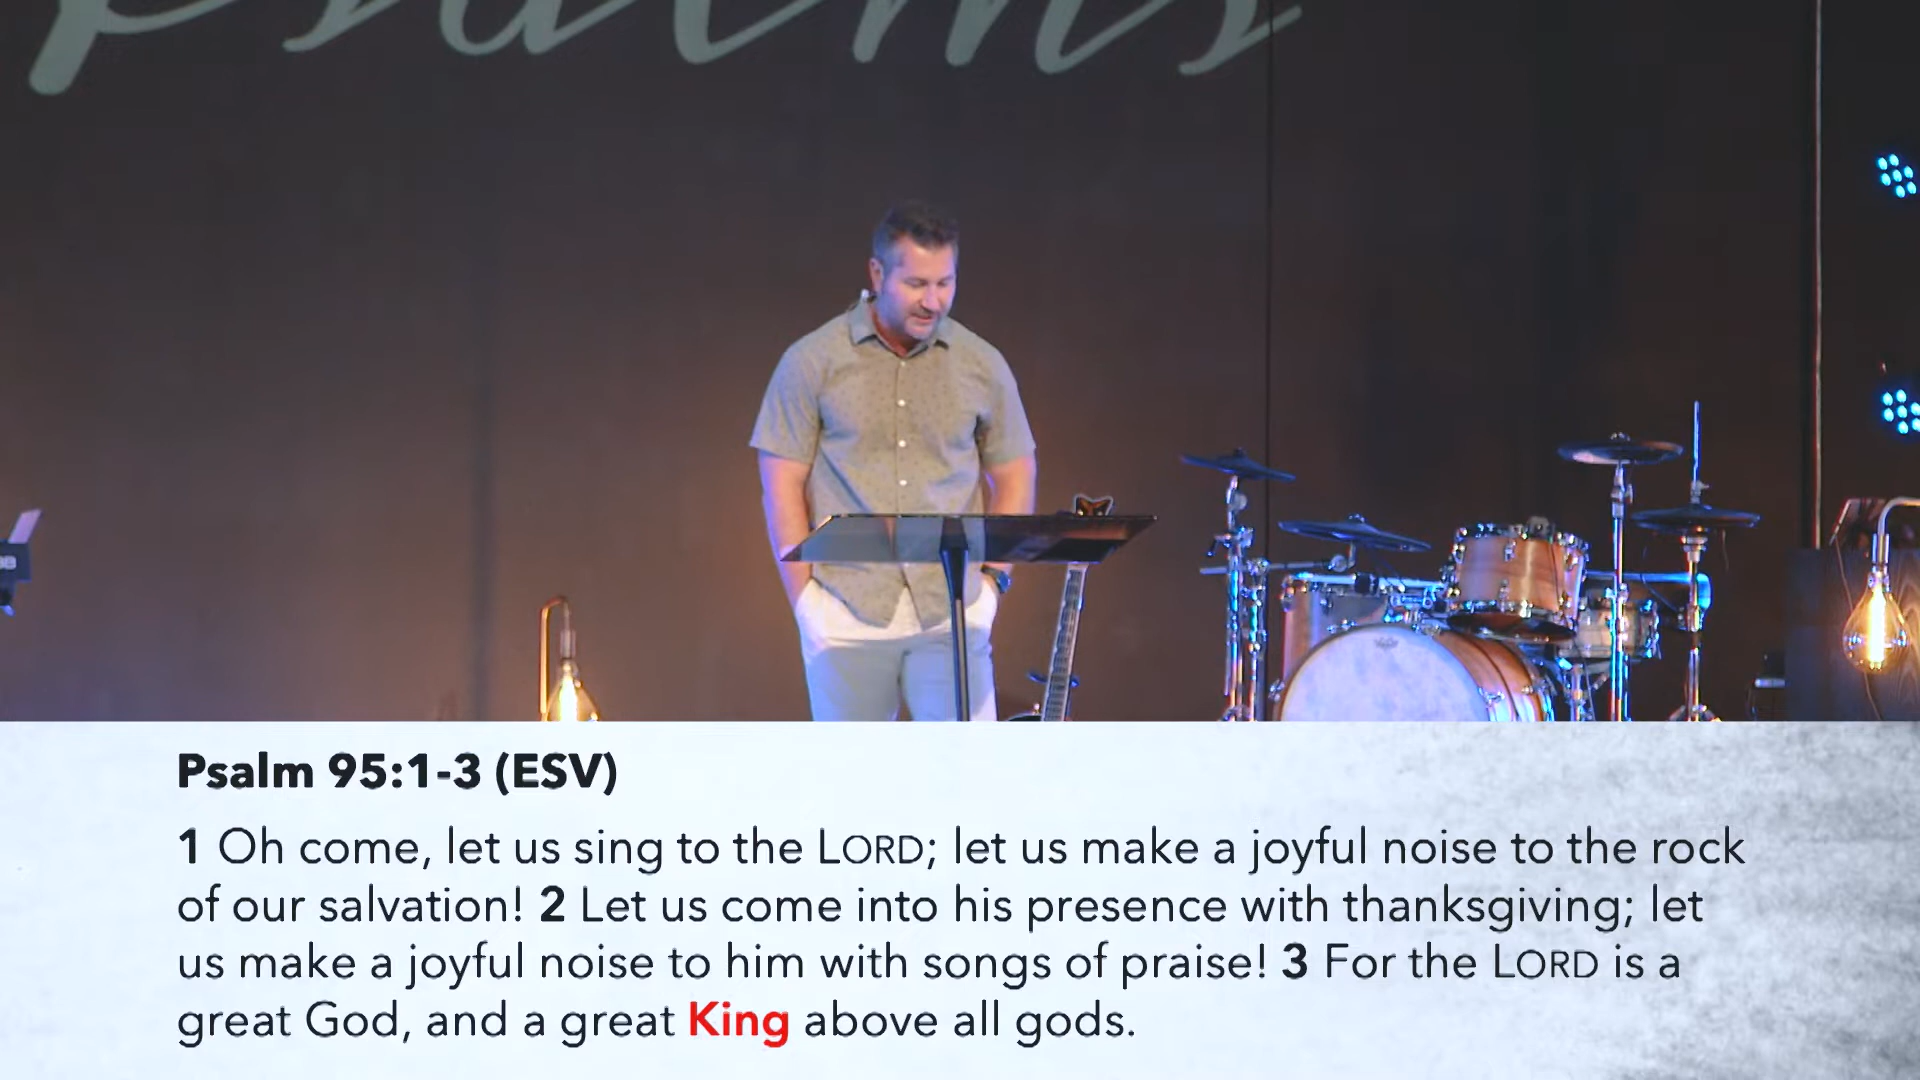 Psalms
Psalm 95:1-3 (ESV)
1 Oh come, let us sing to the LORD; let us make a joyful noise to the rock
of our salvation! 2 Let us come into his presence with thanksgiving; let
us make a joyful noise to him with songs of praise! 3 For the LORD is a
great God, and a great King above all gods.